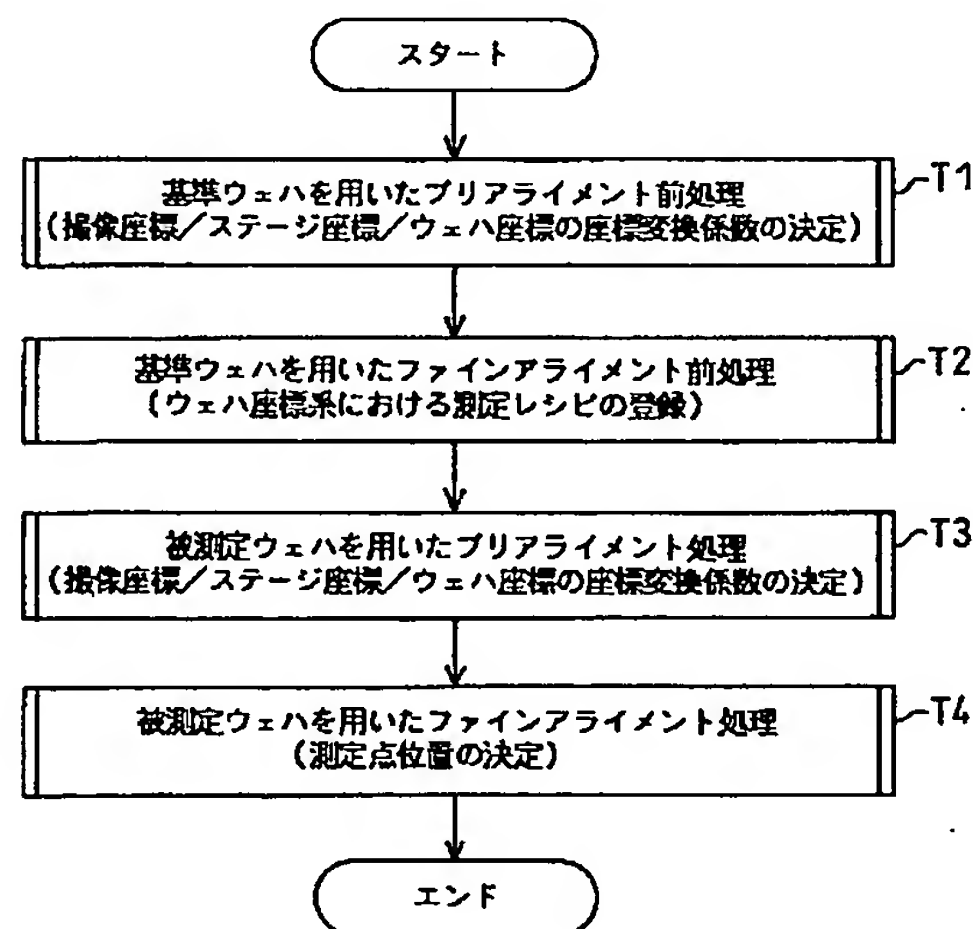 スタート
基準ウェハを用いたプリアライメント前処理
(撮像座標/ステージ座標/ウェハ座標の座標変換係数の決定)
T1
基準ウェハを用いたファインアライメント前処理
(ウェハ座標系における測定レシピの登録)
T2
被測定ウェハを用いたプリアライメント処理
(撮像座標/ステージ座標/ウェハ座標の座標変換係数の決定)
T3
被測定ウェハを用いたファインアライメント処理
(測定点位置の決定)
T4
エンド